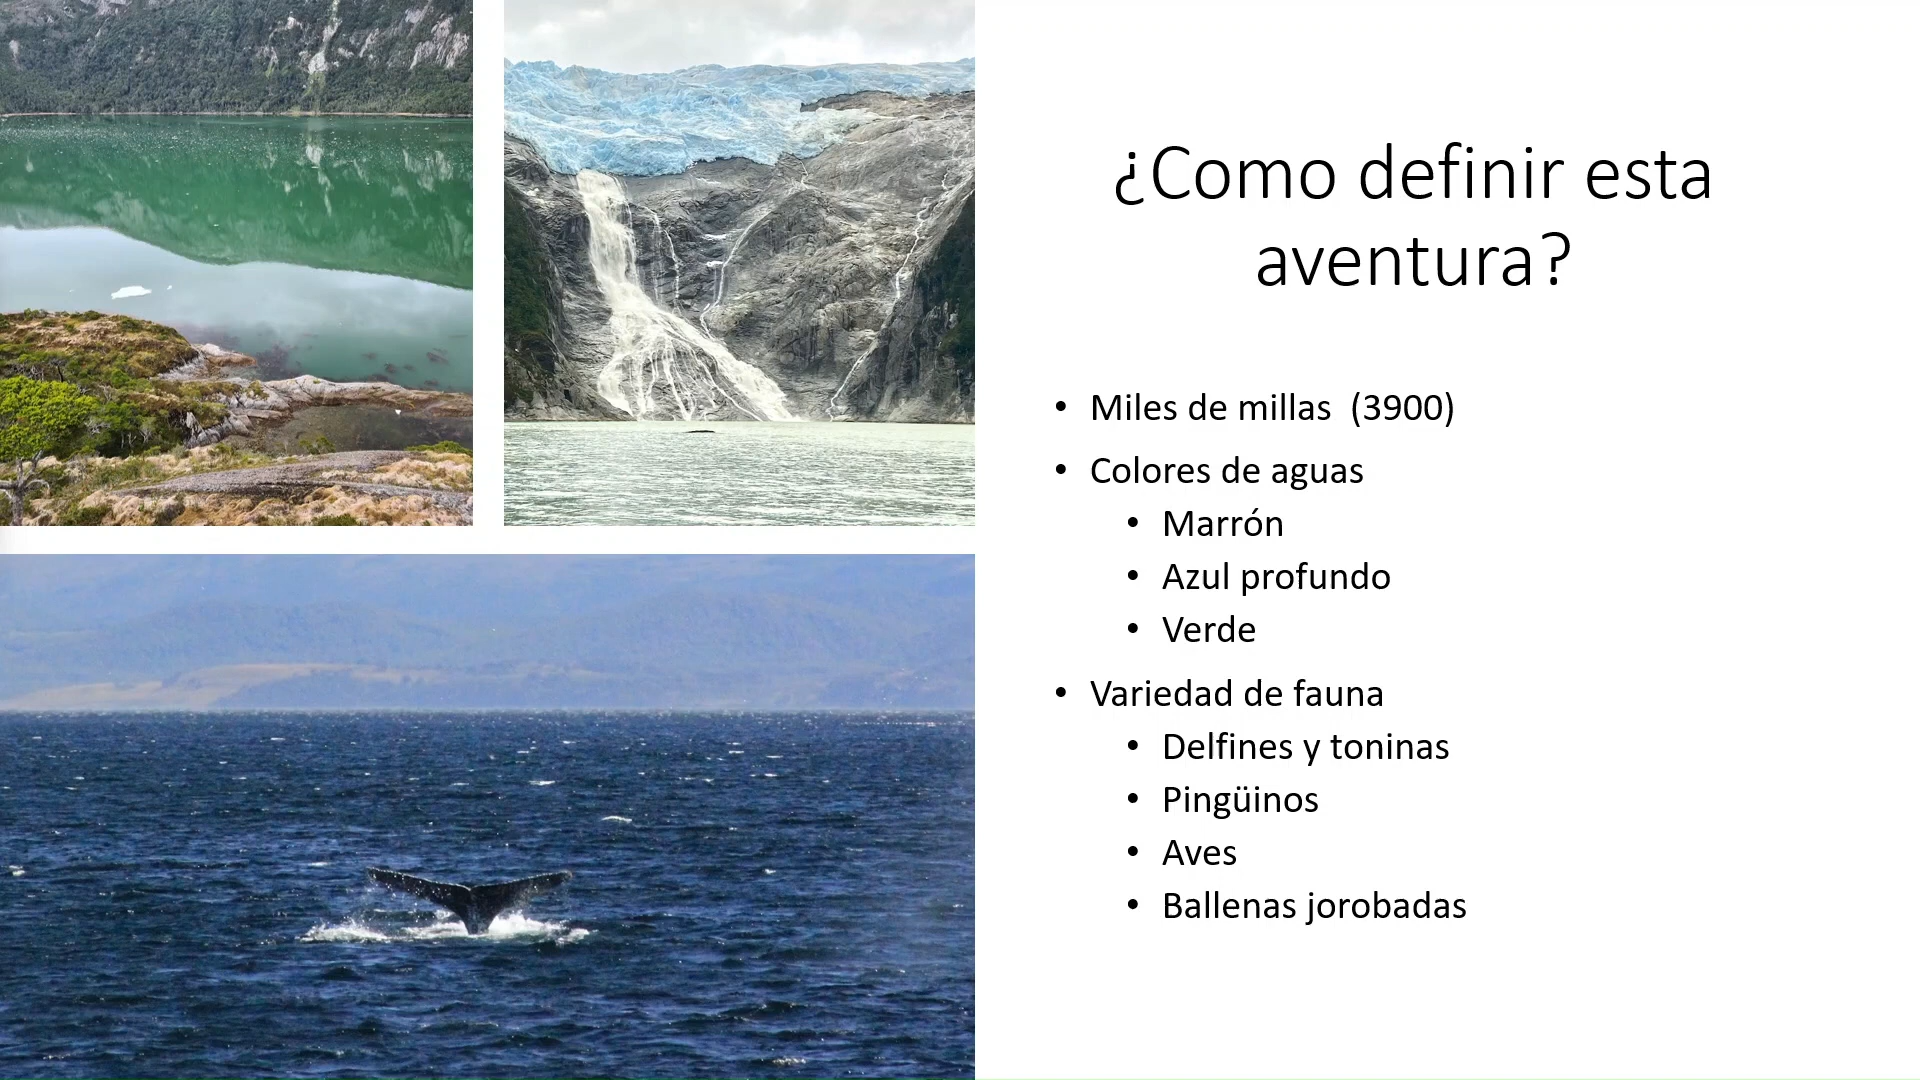 ¿Como definir esta
aventura?
• Miles de millas  (3900)
• Colores de aguas
• Marrón
• Azul profundo
• Verde
• Variedad de fauna
• Delfines y toninas
• Pingüinos
• Aves
• Ballenas jorobadas